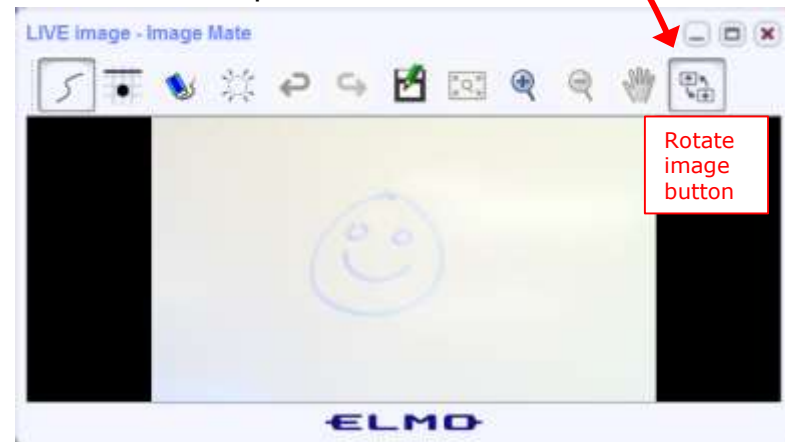 LIVE image - Image Mate
Rotate
image
button
ELMO